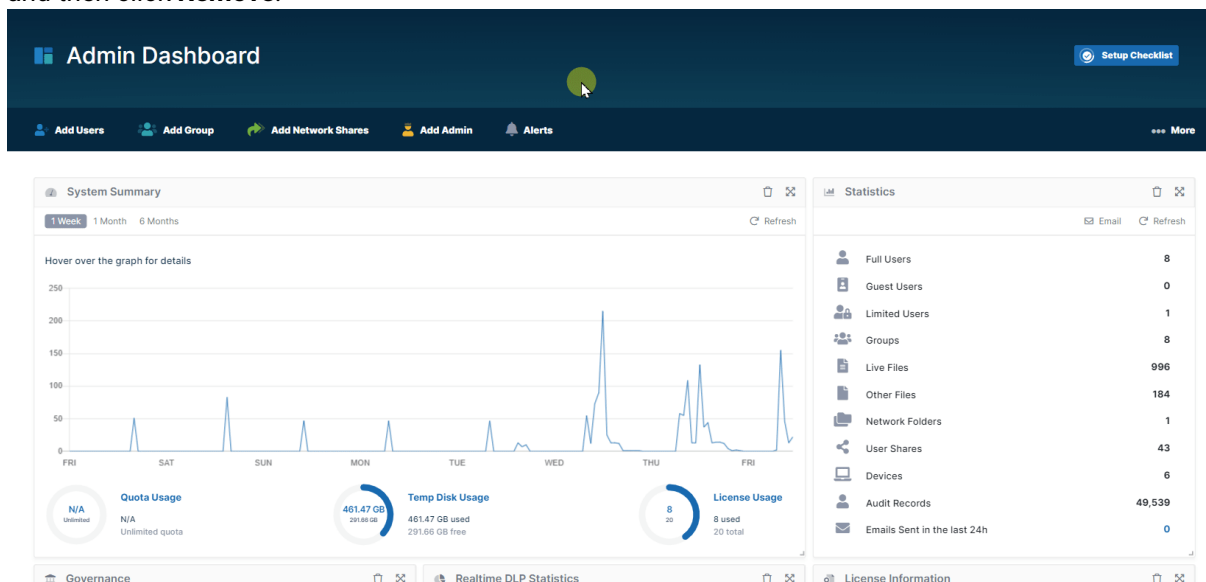 Admin Dashboard
Setup Checklist
Add Users
Add Group
Add Network Shares
Add Admin
Alerts
More
System Summary
1 Week
1 Month
6 Months
Refresh
Hover over the graph for details
250
200
150
100
50
0
FRI
SAT
SUN
MON
TUE
WED
THU
FRI
N/A
Unlimited
Quota Usage
N/A
Unlimited quota
461.47 GB
291.66 GB
Temp Disk Usage
461.47 GB used
291.66 GB free
8
20
License Usage
8 used
20 total
Statistics
Email
Refresh
Full Users 8
Guest Users 0
Limited Users 1
Groups 8
Live Files 996
Other Files 184
Network Folders 1
User Shares 43
Devices 6
Audit Records 49,539
Emails Sent in the last 24h 0
Governance
Realtime DLP Statistics
License Information